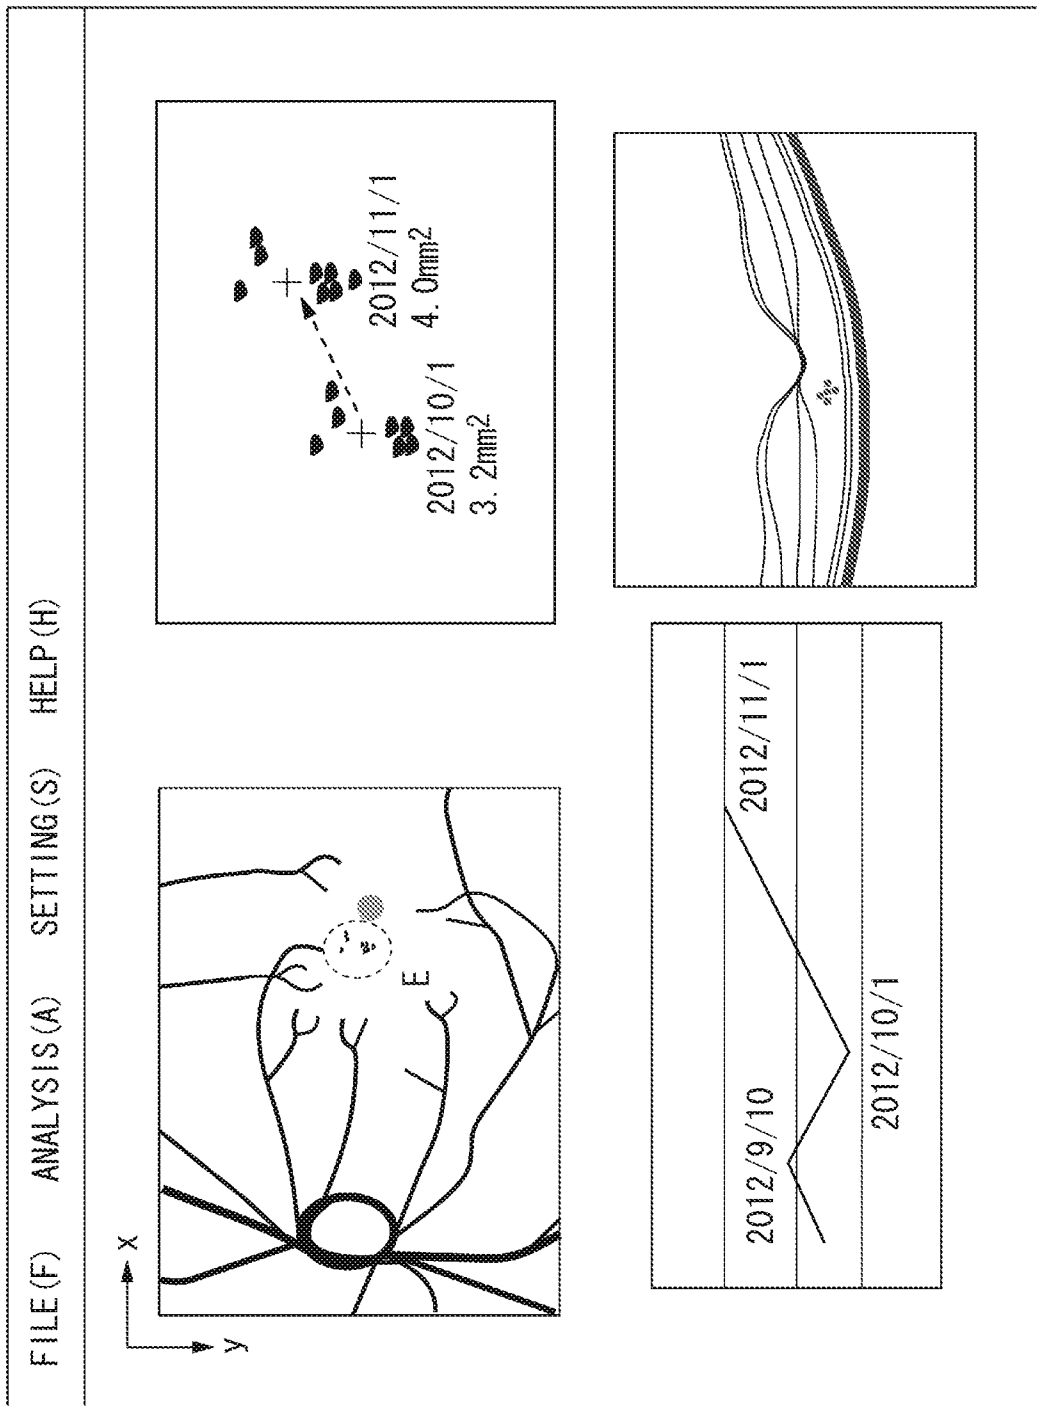 FILE(F) ANALYSIS(A) SETTING(S) HELP(H)
x
y
E
2012/10/1
3.2mm2
2012/11/1
4.0mm2
2012/9/10
2012/10/1
2012/11/1